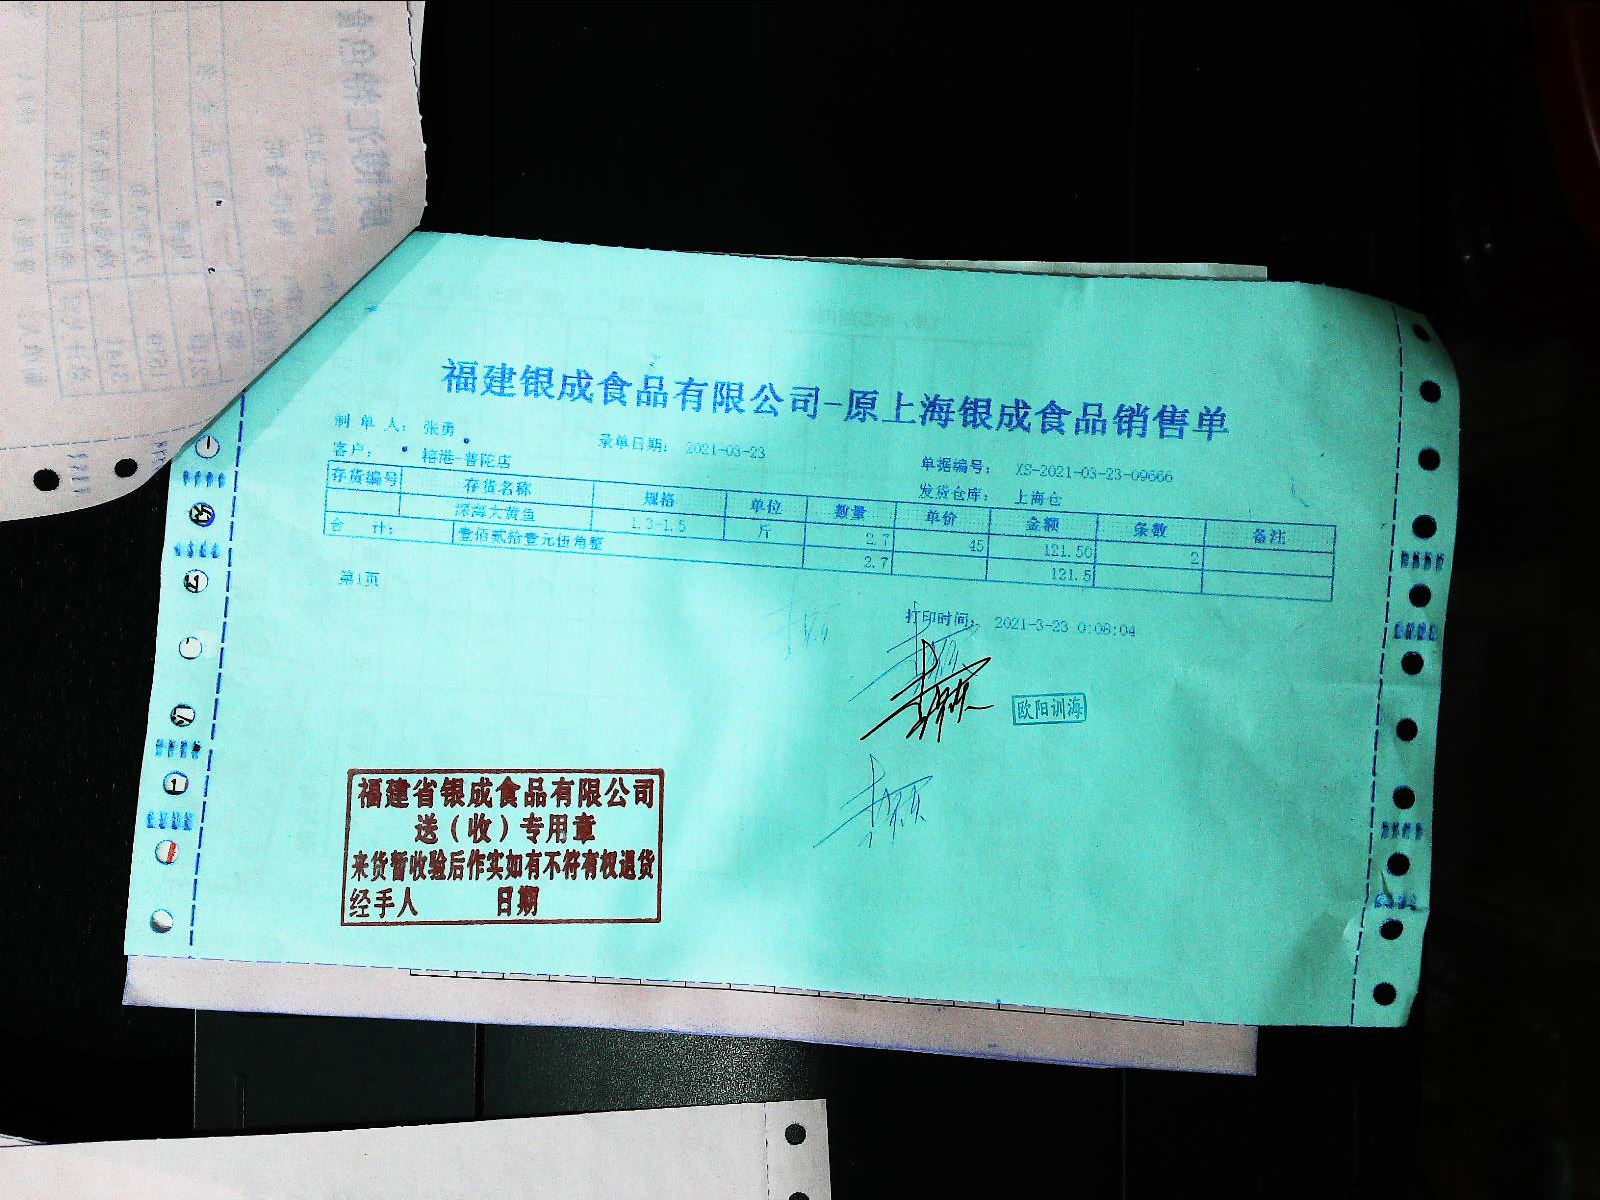 福建银成食品有限公司-原上海银成食品销售单
制单人： 张勇 录单日期： 2021-03-23 单据编号： XS-2021-03-23-09666
客户： 榕港-普陀店 发货仓库： 上海仓
存货编号 存货名称 规格 单位 数量 单价 金额 条数 备注
深海大黄鱼 1.3-1.5 斤 2.7 45 121.50 2
合计： 壹佰贰拾壹元伍角整 2.7 121.5
第1页
打印时间： 2021-3-23 0:08:04
欧阳训海
福建省银成食品有限公司
送（收）专用章
来货暂收验后作实如有不符有权退货
经手人 日期